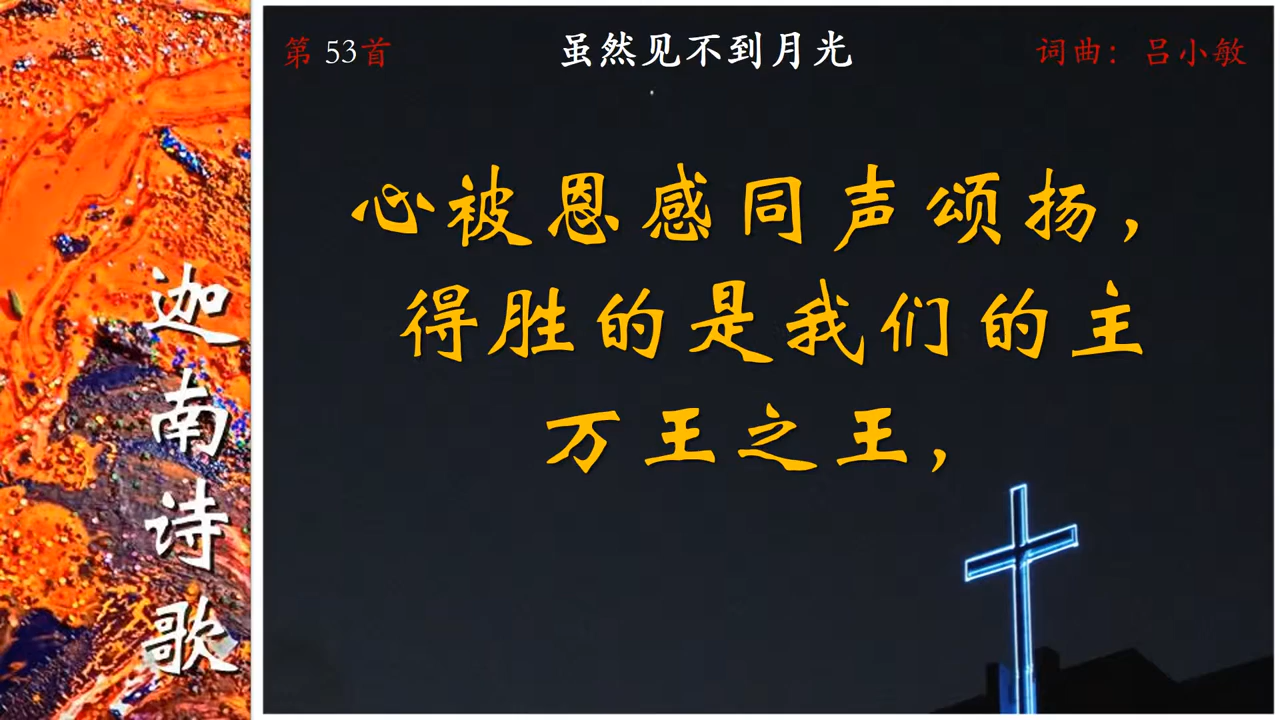 第 53首
虽然见不到月光
词曲：吕小敏
心被恩感同声颂扬，
得胜的是我们的主
万王之王，
迦南诗歌